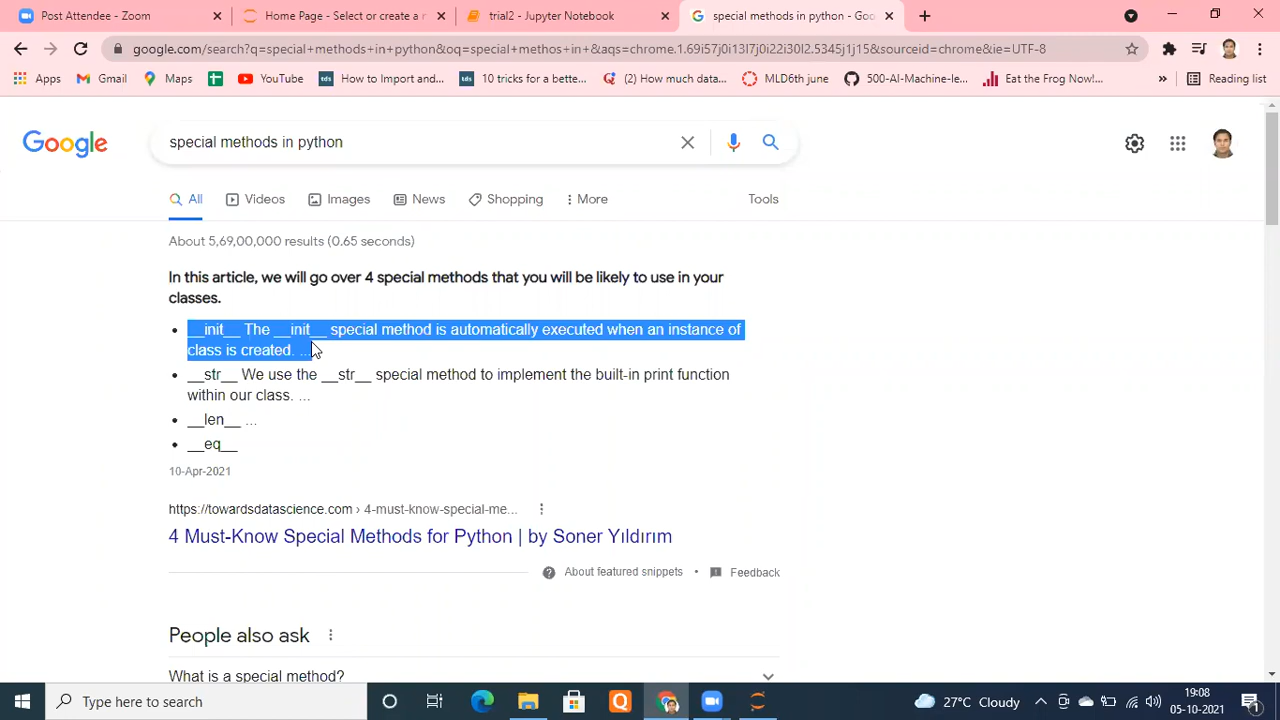 Post Attendee - Zoom
Home Page - Select or create a n
trial2 - Jupyter Notebook
special methods in python - Goo
google.com/search?q=special+methods+in+python&oq=special+methos+in+&aqs=chrome.1.69i57j0i13l7j0i22i30l2.5345j1j15&sourceid=chrome&ie=UTF-8
Apps
Gmail
Maps
YouTube
tds How to Import and...
tds 10 tricks for a bette...
(2) How much data...
MLD6th june
500-AI-Machine-le...
Eat the Frog Now!...
»
Reading list
Google
special methods in python
All
Videos
Images
News
Shopping
More
Tools
About 5,69,00,000 results (0.65 seconds)
In this article, we will go over 4 special methods that you will be likely to use in your
classes.
• __init__ The __init__ special method is automatically executed when an instance of
class is created. ...
• __str__ We use the __str__ special method to implement the built-in print function
within our class. ...
• __len__ ...
• __eq__
10-Apr-2021
https://towardsdatascience.com › 4-must-know-special-me...
4 Must-Know Special Methods for Python | by Soner Yıldırım
About featured snippets
•
Feedback
People also ask
What is a special method?
Type here to search
Q
27°C Cloudy
19:08
05-10-2021
1